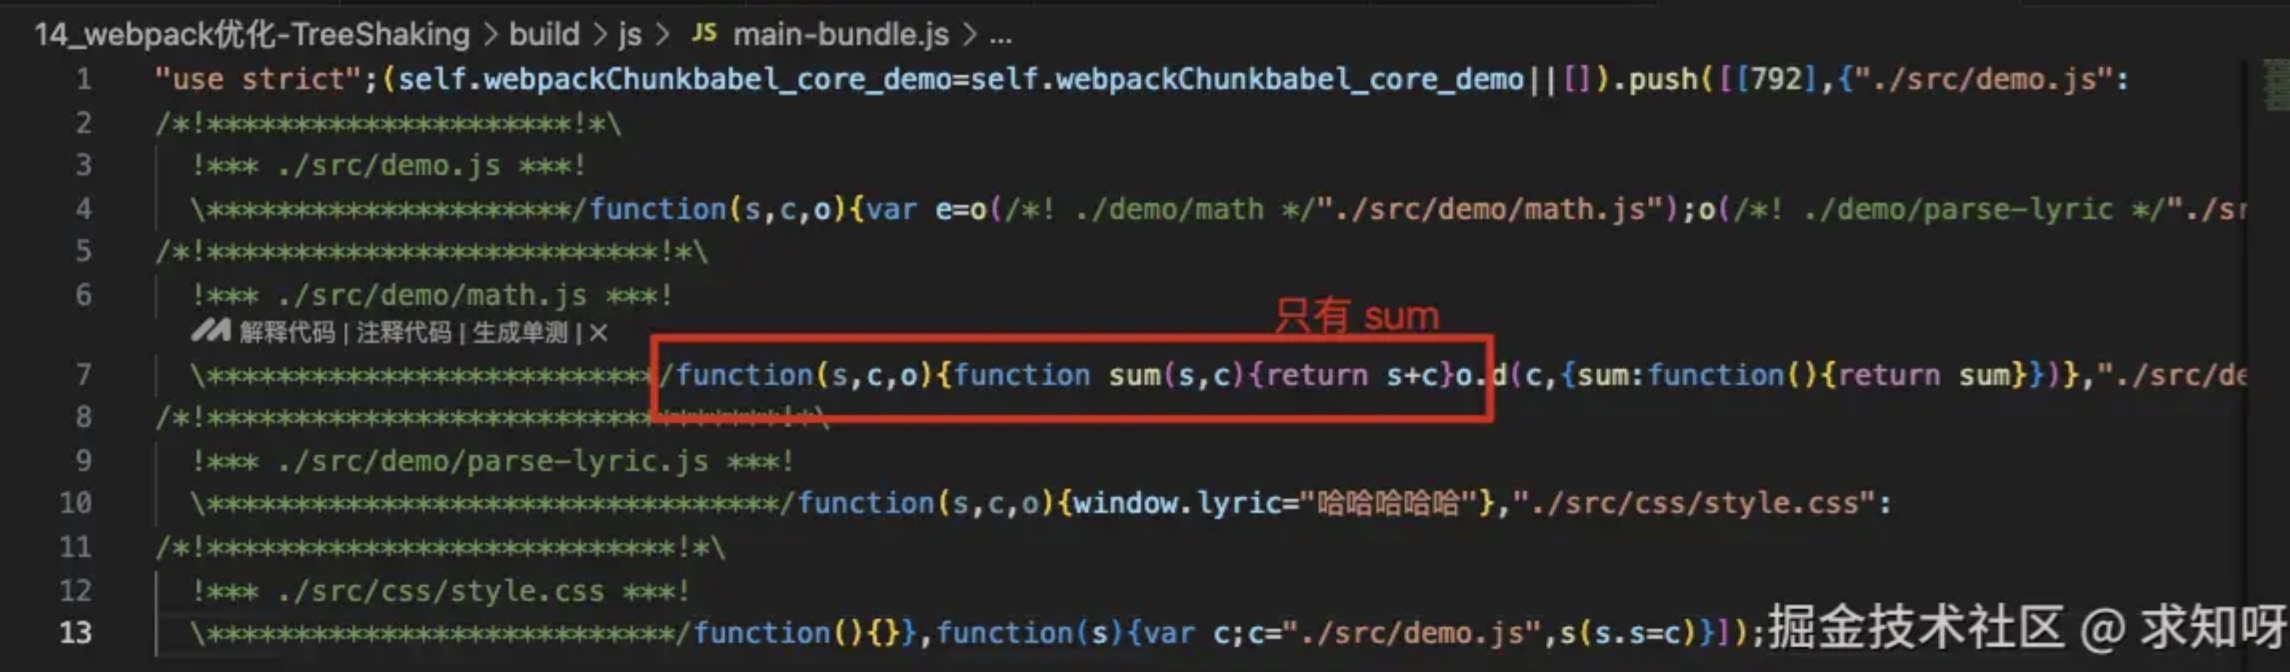 14_webpack优化-TreeShaking > build > js > JS main-bundle.js > ...
1 "use strict";(self.webpackChunkbabel_core_demo=self.webpackChunkbabel_core_demo||[]).push([[792],{"./src/demo.js":
2 /*!*********************!*\
3 !*** ./src/demo.js ***!
4 \*********************/function(s,c,o){var e=o(/*! ./demo/math */"./src/demo/math.js");o(/*! ./demo/parse-lyric */"./sr
5 /*!**************************!*\
6 !*** ./src/demo/math.js ***!
只有 sum
解释代码 | 注释代码 | 生成单测 | ×
7 \**************************/function(s,c,o){function sum(s,c){return s+c}o.d(c,{sum:function(){return sum}})},"./src/de
8 /*!*********************************!*\
9 !*** ./src/demo/parse-lyric.js ***!
10 \*********************************/function(s,c,o){window.lyric="哈哈哈哈哈"},"./src/css/style.css":
11 /*!***************************!*\
12 !*** ./src/css/style.css ***!
13 \***************************/function(){}},function(s){var c;c="./src/demo.js",s(s.s=c)}]);
掘金技术社区 @ 求知呀